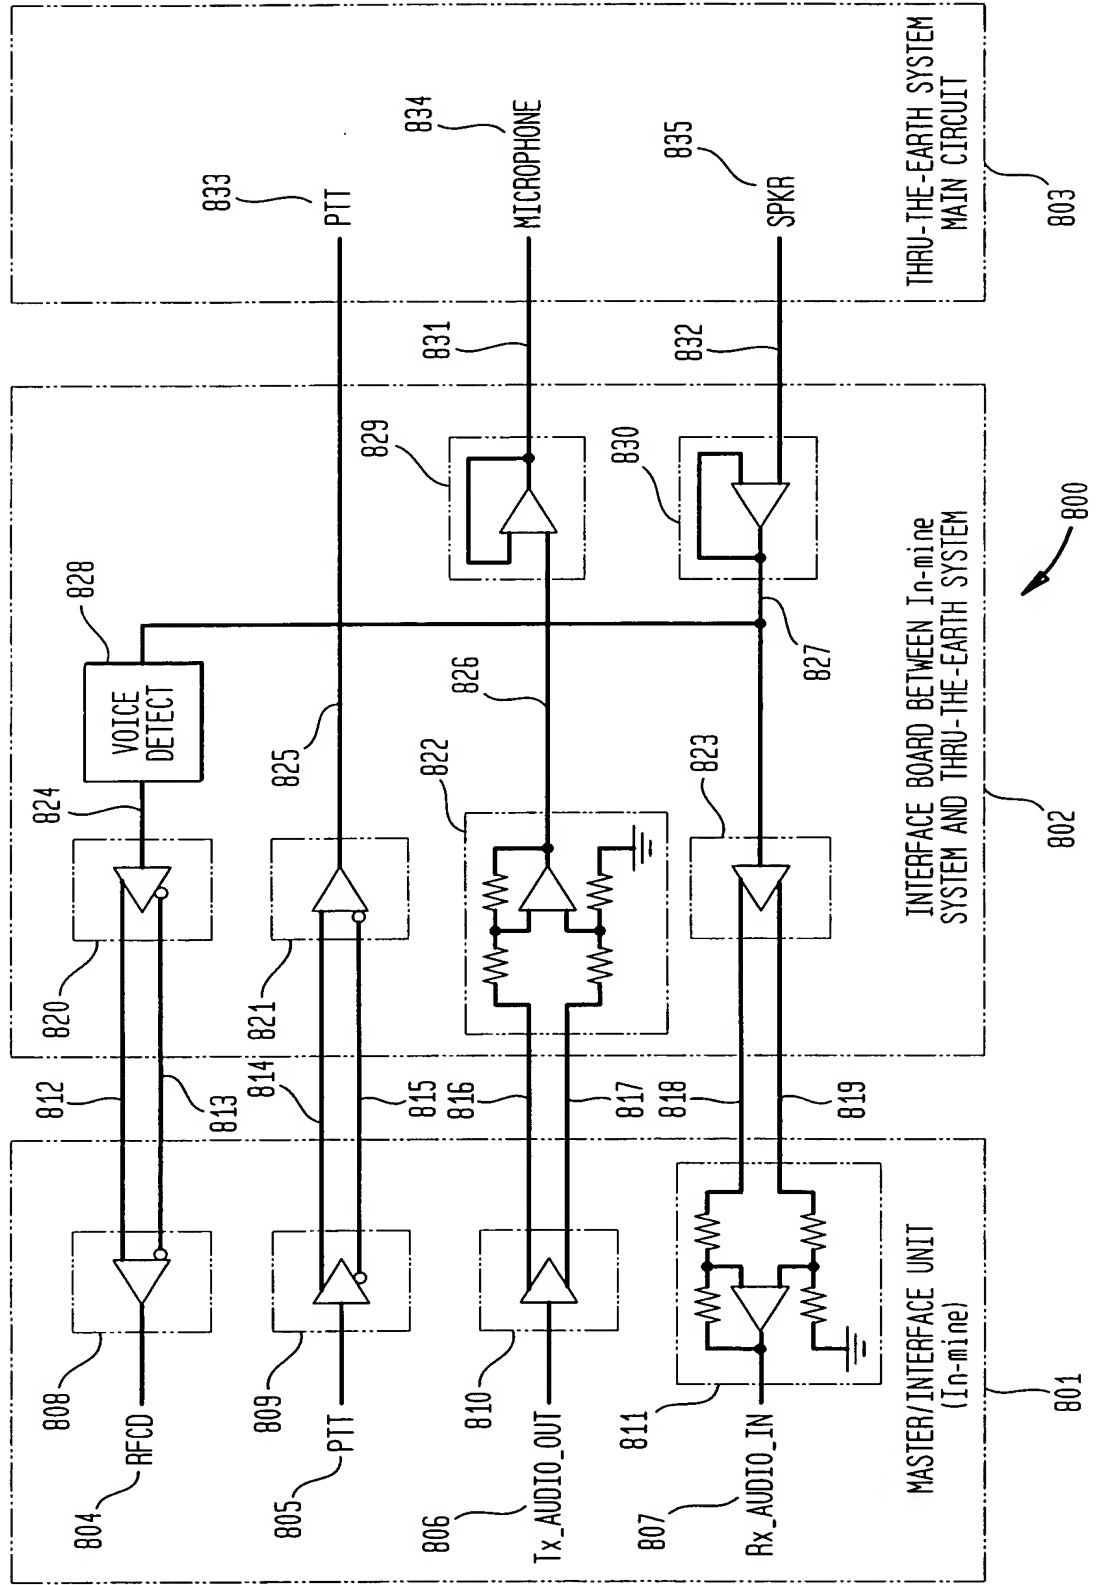 804
RFCD
808
812
813
820
824
VOICE
DETECT
828
805
PTT
809
814
815
821
825
PTT
833
806
Tx_AUDIO_OUT
810
816
817
822
826
829
831
MICROPHONE
834
807
Rx_AUDIO_IN
811
818
819
823
827
830
832
SPKR
835
MASTER/INTERFACE UNIT
(In-mine)
801
INTERFACE BOARD BETWEEN In-mine
SYSTEM AND THRU-THE-EARTH SYSTEM
802
THRU-THE-EARTH SYSTEM
MAIN CIRCUIT
803
800